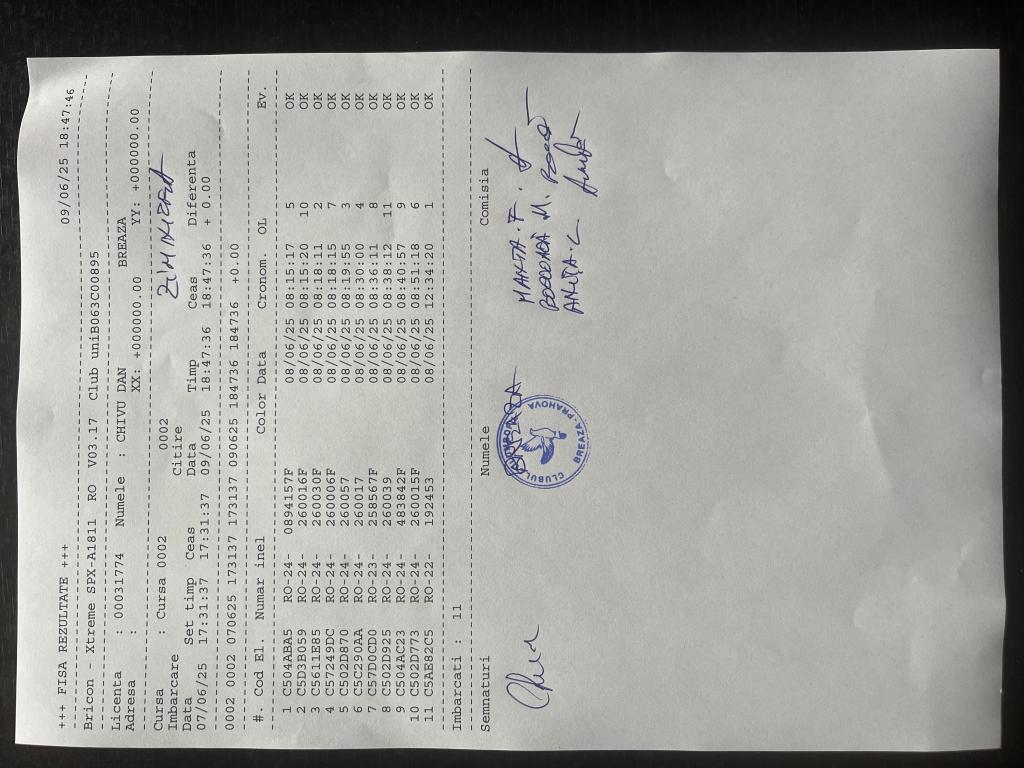 +++ FISA REZULTATE +++ 09/06/25 18:47:46
Bricon - Xtreme SPX-A1811 RO V03.17 Club uniB063C00895
Licenta : 00031774 Numele : CHIVU DAN BREAZA
Adresa : XX: +000000.00 YY: +000000.00
Cursa : Cursa 0002 0002
Imbarcare Citire
Data Set timp Ceas Data Timp Ceas Diferenta
07/06/25 17:31:37 17:31:37 09/06/25 18:47:36 18:47:36 + 0.00
0002 0002 070625 173137 173137 090625 184736 184736 +0.00
#. Cod El. Numar inel Color Data Cronom. OL Ev.
1 C504ABA5 RO-24- 0894157F 08/06/25 08:15:17 5 OK
2 C5D3B059 RO-24- 260016F 08/06/25 08:15:20 10 OK
3 C5611E85 RO-24- 260030F 08/06/25 08:18:11 2 OK
4 C57249DC RO-24- 260006F 08/06/25 08:18:15 7 OK
5 C502D870 RO-24- 260057 08/06/25 08:19:55 3 OK
6 C5C290AA RO-24- 260017 08/06/25 08:30:00 4 OK
7 C57D0CD0 RO-23- 258567F 08/06/25 08:36:11 8 OK
8 C502D925 RO-24- 260039 08/06/25 08:38:12 11 OK
9 C504AC23 RO-24- 483842F 08/06/25 08:40:57 9 OK
10 C502D773 RO-24- 260015F 08/06/25 08:51:18 6 OK
11 C5AE82C5 RO-22- 192453 08/06/25 12:34:20 1 OK
Imbarcati : 11
Semnaturi Numele Comisia
CLUBUL
BREAZA-PRAHOVA